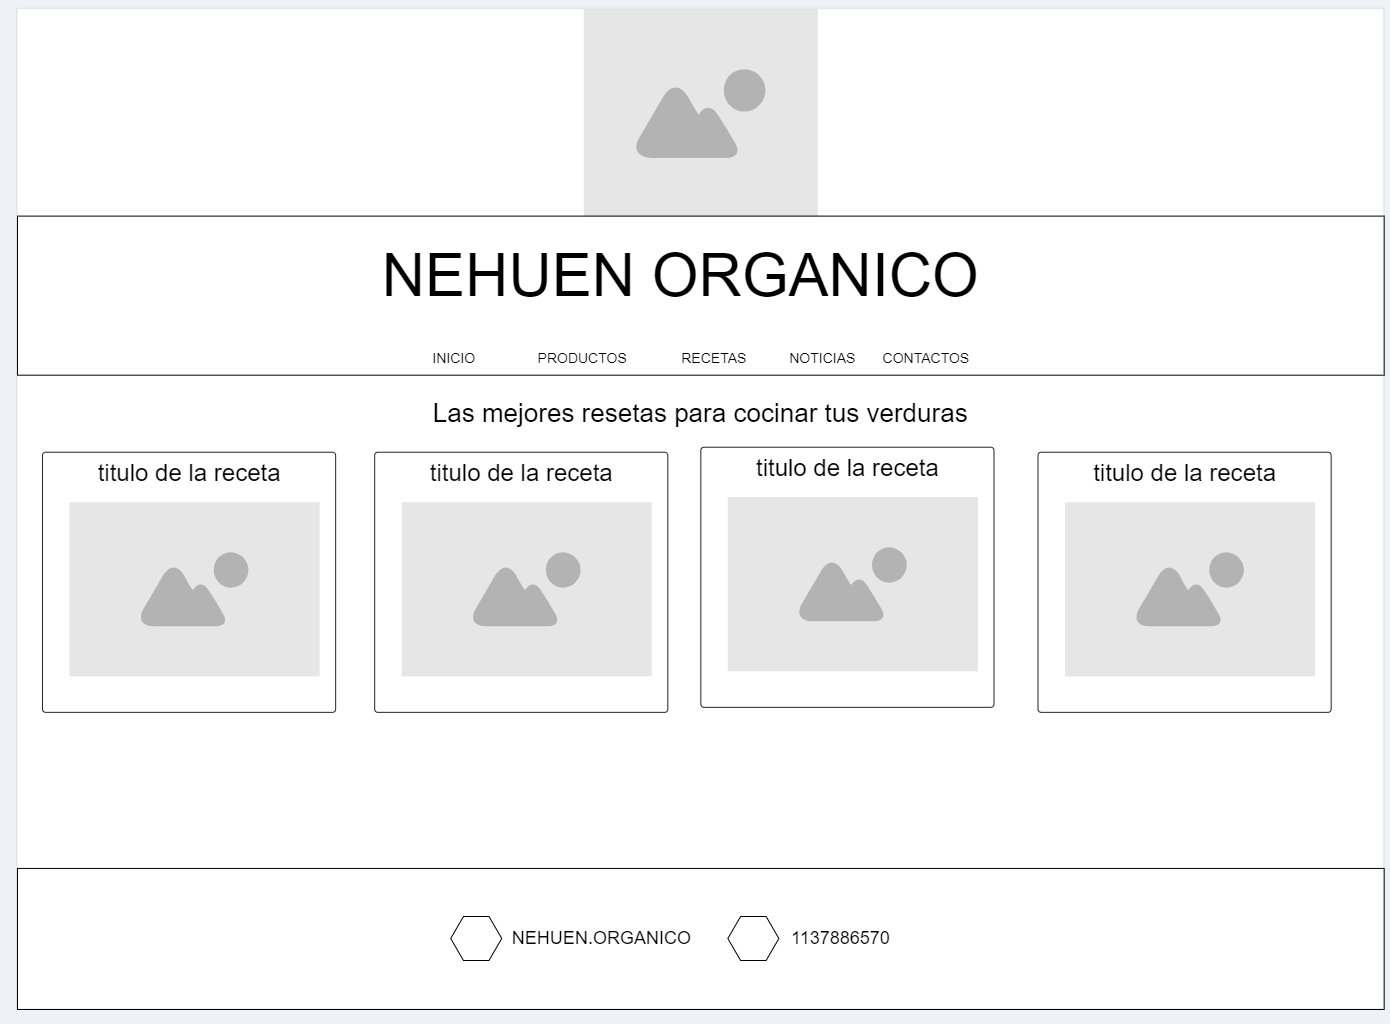 NEHUEN ORGANICO
INICIO PRODUCTOS RECETAS NOTICIAS CONTACTOS
Las mejores resetas para cocinar tus verduras
titulo de la receta
titulo de la receta
titulo de la receta
titulo de la receta
NEHUEN.ORGANICO 1137886570